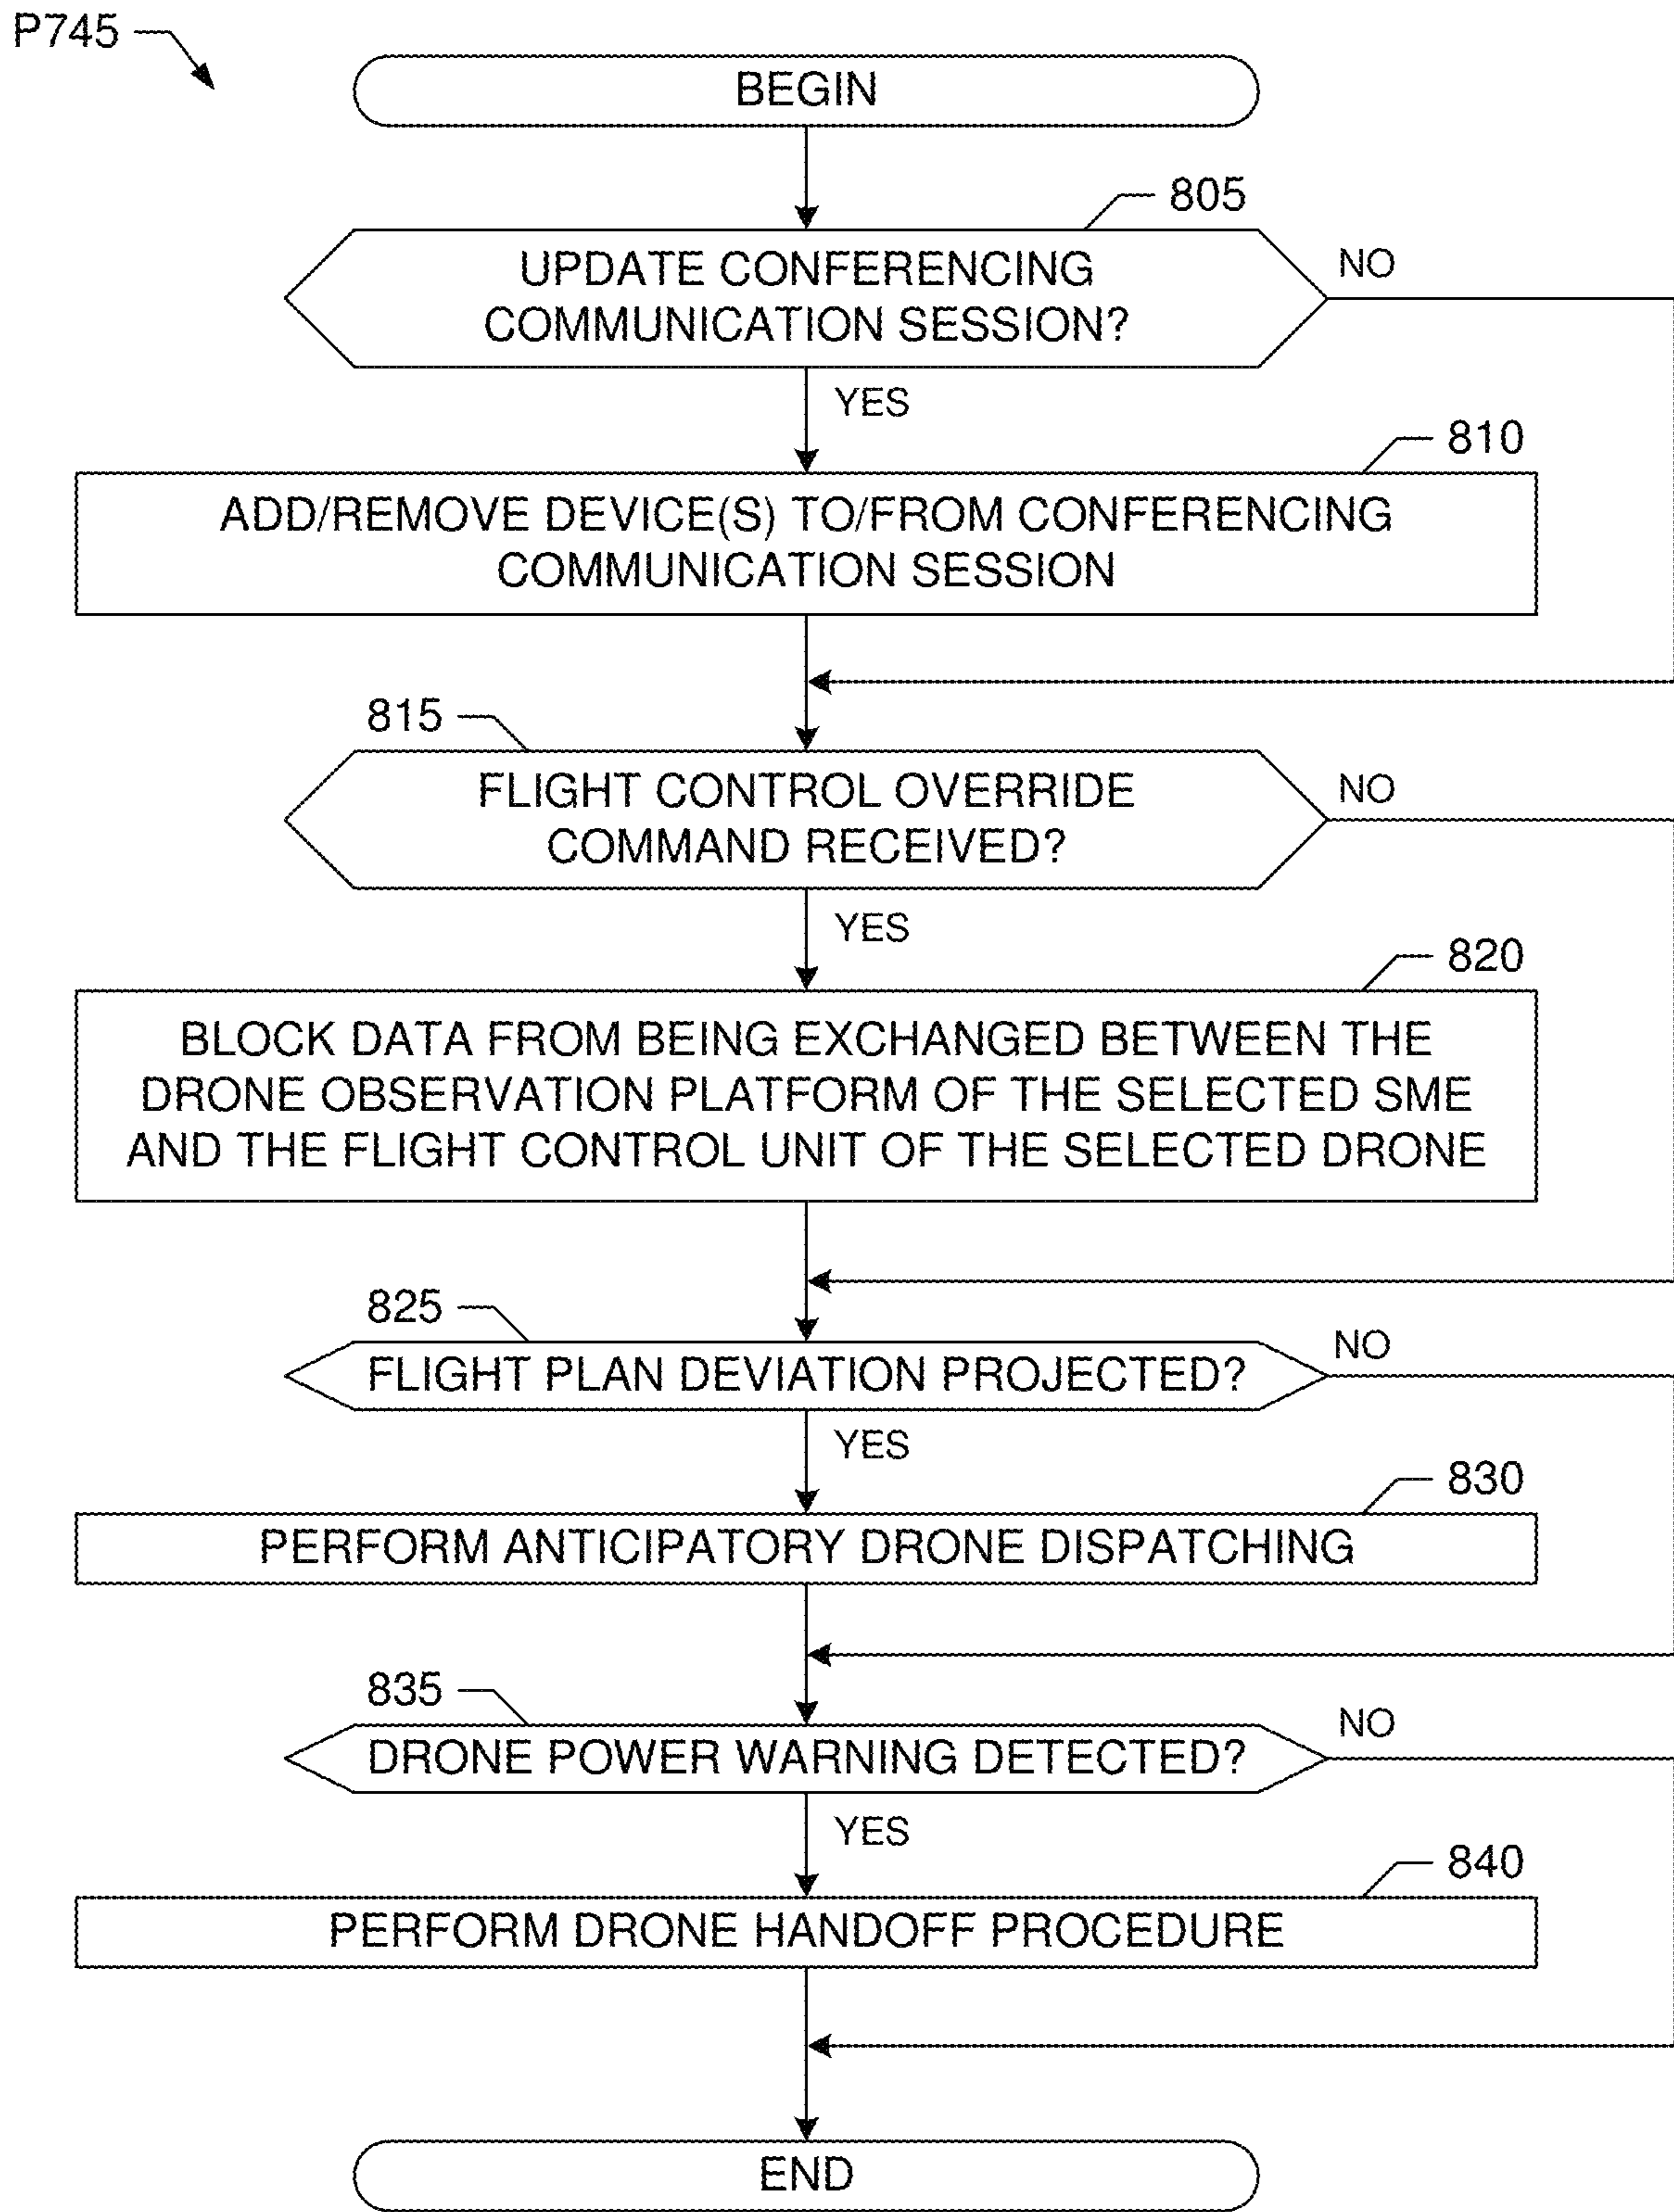 P745
BEGIN
805
UPDATE CONFERENCING
COMMUNICATION SESSION?
NO
YES
810
ADD/REMOVE DEVICE(S) TO/FROM CONFERENCING
COMMUNICATION SESSION
815
FLIGHT CONTROL OVERRIDE
COMMAND RECEIVED?
NO
YES
820
BLOCK DATA FROM BEING EXCHANGED BETWEEN THE
DRONE OBSERVATION PLATFORM OF THE SELECTED SME
AND THE FLIGHT CONTROL UNIT OF THE SELECTED DRONE
825
FLIGHT PLAN DEVIATION PROJECTED?
NO
YES
830
PERFORM ANTICIPATORY DRONE DISPATCHING
835
DRONE POWER WARNING DETECTED?
NO
YES
840
PERFORM DRONE HANDOFF PROCEDURE
END